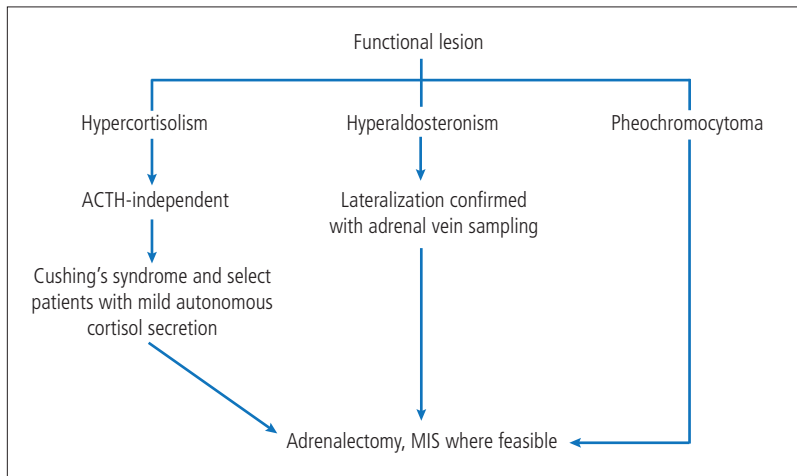 Functional lesion
Hypercortisolism
Hyperaldosteronism
Pheochromocytoma
ACTH-independent
Lateralization confirmed
with adrenal vein sampling
Cushing’s syndrome and select
patients with mild autonomous
cortisol secretion
Adrenalectomy, MIS where feasible